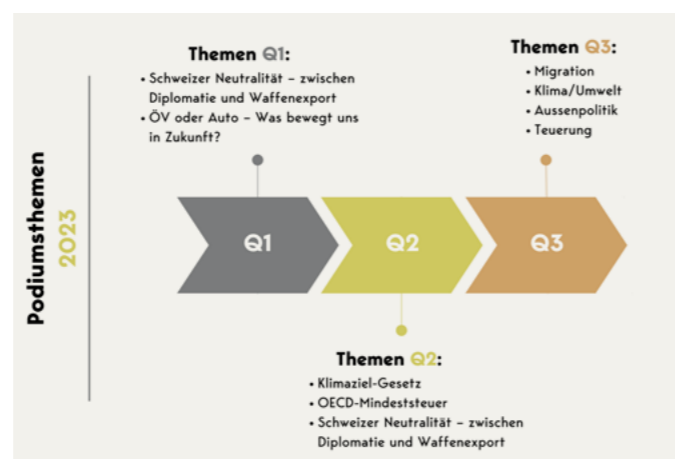 Podiumsthemen
2023
Themen Q1:
• Schweizer Neutralität – zwischen
Diplomatie und Waffenexport
• ÖV oder Auto – Was bewegt uns
in Zukunft?
Themen Q3:
• Migration
• Klima/Umwelt
• Aussenpolitik
• Teuerung
Q1
Q2
Q3
Themen Q2:
• Klimaziel-Gesetz
• OECD-Mindeststeuer
• Schweizer Neutralität – zwischen
Diplomatie und Waffenexport